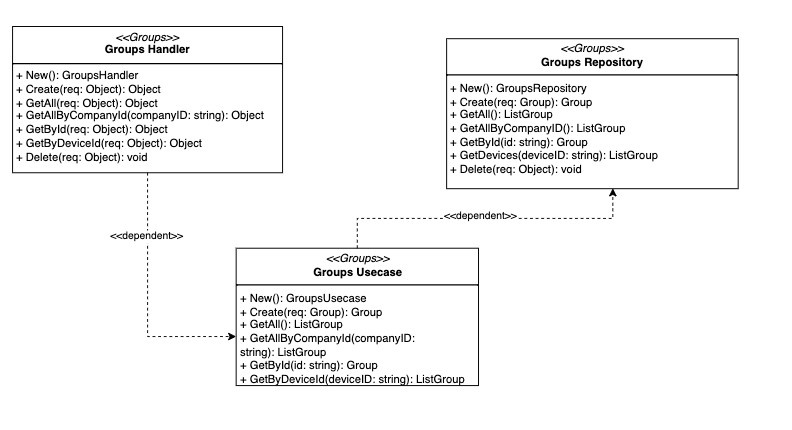 <<Groups>>
Groups Handler
+ New(): GroupsHandler
+ Create(req: Object): Object
+ GetAll(req: Object): Object
+ GetAllByCompanyId(companyID: string): Object
+ GetById(req: Object): Object
+ GetByDeviceId(req: Object): Object
+ Delete(req: Object): void
<<Groups>>
Groups Repository
+ New(): GroupsRepository
+ Create(req: Group): Group
+ GetAll(): ListGroup
+ GetAllByCompanyID(): ListGroup
+ GetById(id: string): Group
+ GetDevices(deviceID: string): ListGroup
+ Delete(req: Object): void
<<dependent>>
<<dependent>>
<<Groups>>
Groups Usecase
+ New(): GroupsUsecase
+ Create(req: Group): Group
+ GetAll(): ListGroup
+ GetAllByCompanyId(companyID:
string): ListGroup
+ GetById(id: string): Group
+ GetByDeviceId(deviceID: string): ListGroup